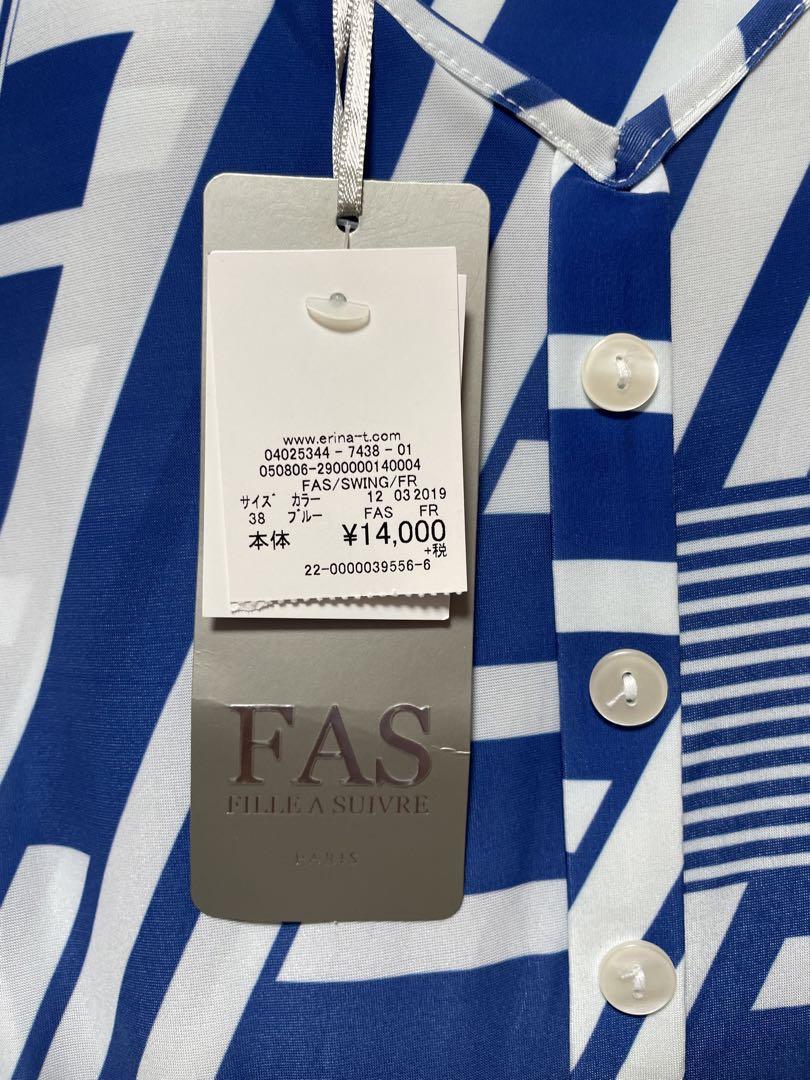 www.erina-t.com
04025344 - 7438 - 01
050806-2900000140004
FAS/SWING/FR
サイズ カラー 12 03 2019
38 ブルー FAS FR
本体 ¥14,000
+税
22-0000039556-6
FAS
FILLE A SUIVRE
PARIS